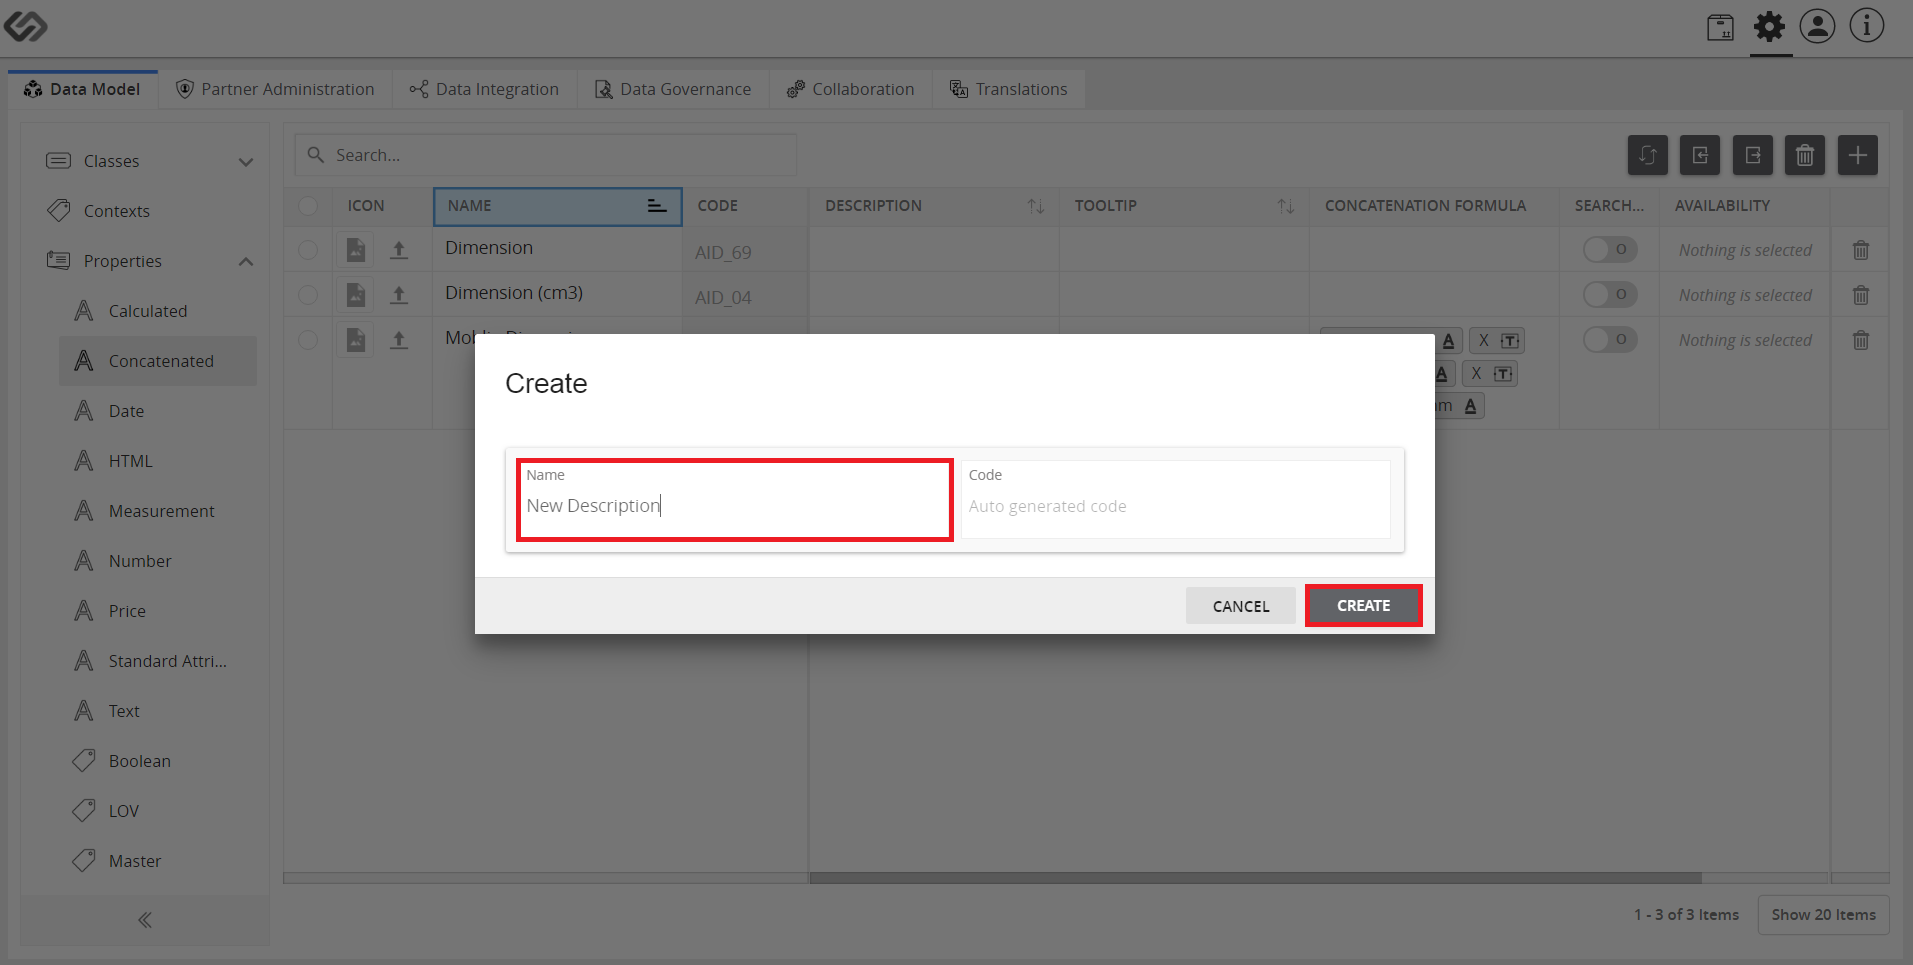 Data Model
Partner Administration
Data Integration
Data Governance
Collaboration
Translations
Classes
Contexts
Properties
Calculated
Concatenated
Date
HTML
Measurement
Number
Price
Standard Attri...
Text
Boolean
LOV
Master
Search...
ICON NAME CODE DESCRIPTION TOOLTIP CONCATENATION FORMULA SEARCH... AVAILABILITY
Dimension AID_69 Nothing is selected
Dimension (cm3) AID_04 Nothing is selected
X T Nothing is selected
X T
Create
Name
New Description
Code
Auto generated code
CANCEL
CREATE
1 - 3 of 3 Items
Show 20 Items